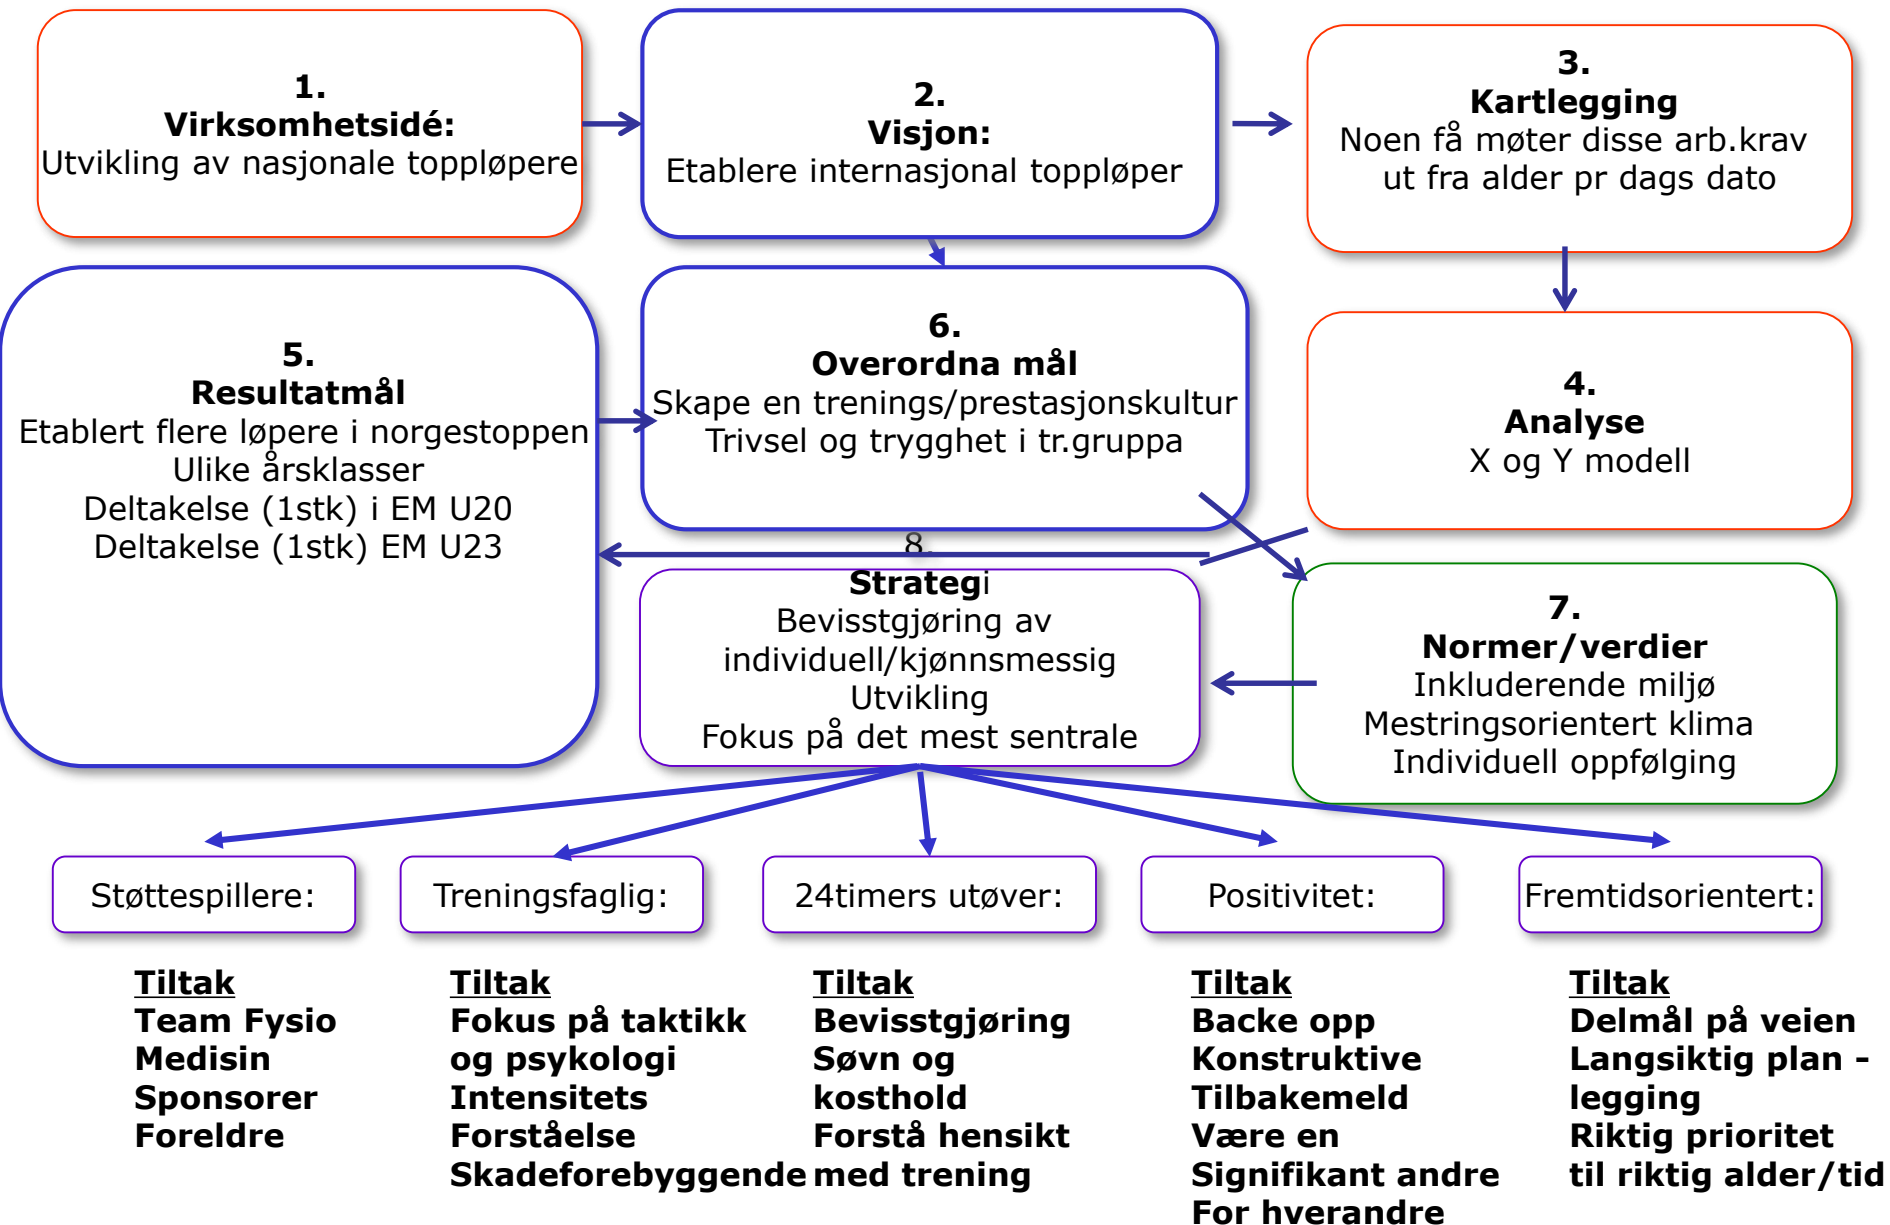 1.
Virksomhetsidé:
Utvikling av nasjonale toppløpere
2.
Visjon:
Etablere internasjonal toppløper
3.
Kartlegging
Noen få møter disse arb.krav
ut fra alder pr dags dato
4.
Analyse
X og Y modell
5.
Resultatmål
Etablert flere løpere i norgestoppen
Ulike årsklasser
Deltakelse (1stk) i EM U20
Deltakelse (1stk) EM U23
6.
Overordna mål
Skape en trenings/prestasjonskultur
Trivsel og trygghet i tr.gruppa
7.
Normer/verdier
Inkluderende miljø
Mestringsorientert klima
Individuell oppfølging
8.
Strategi
Bevisstgjøring av
individuell/kjønnsmessig
Utvikling
Fokus på det mest sentrale
Støttespillere:
Tiltak
Team Fysio
Medisin
Sponsorer
Foreldre
Treningsfaglig:
Tiltak
Fokus på taktikk
og psykologi
Intensitets
Forståelse
Skadeforebyggende
24timers utøver:
Tiltak
Bevisstgjøring
Søvn og
kosthold
Forstå hensikt
med trening
Positivitet:
Tiltak
Backe opp
Konstruktive
Tilbakemeld
Være en
Signifikant andre
For hverandre
Fremtidsorientert:
Tiltak
Delmål på veien
Langsiktig plan -
legging
Riktig prioritet
til riktig alder/tid